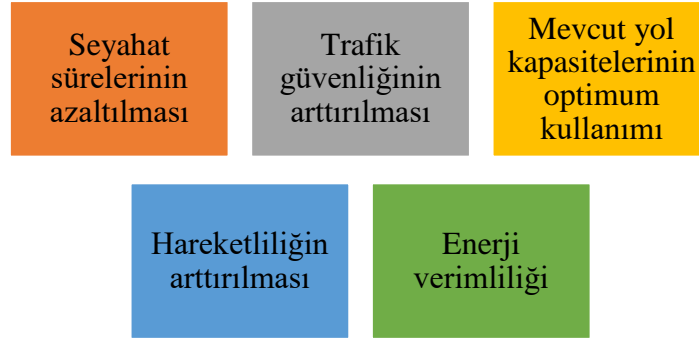 Seyahat
sürelerinin
azaltılması
Trafik
güvenliğinin
arttırılması
Mevcut yol
kapasitelerinin
optimum
kullanımı
Hareketliliğin
arttırılması
Enerji
verimliliği